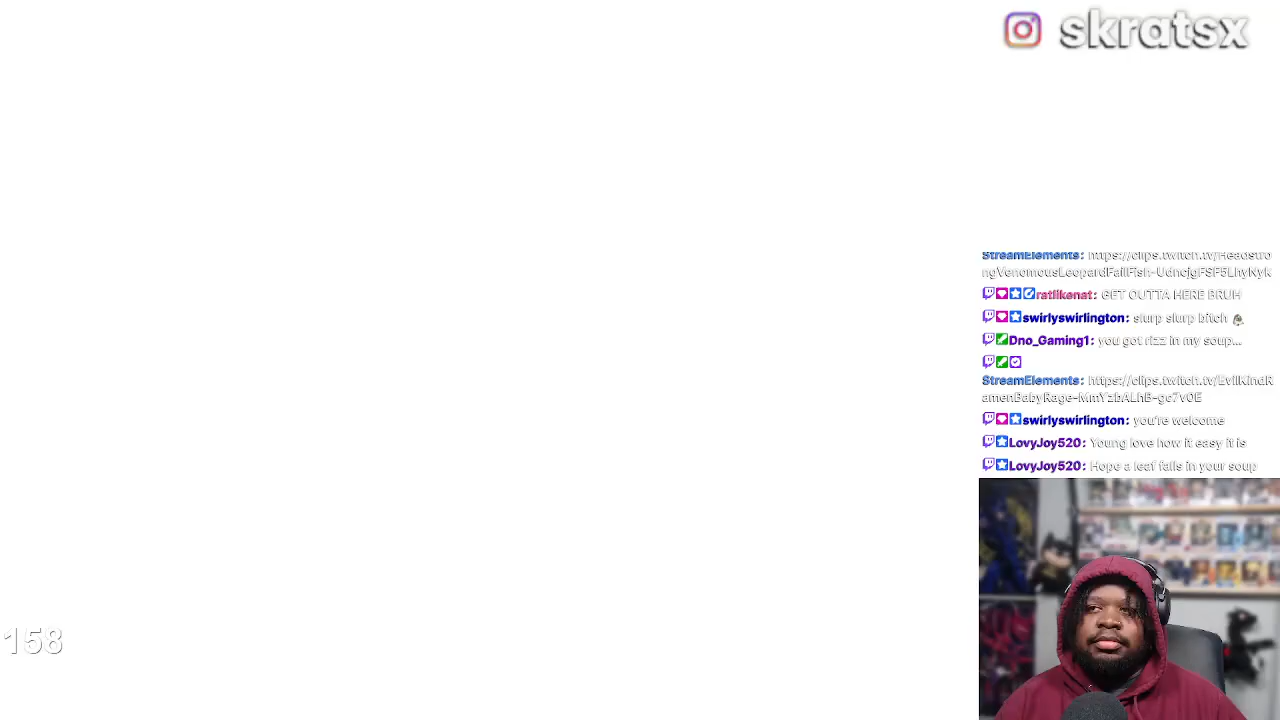 skratsx
StreamElements: https://clips.twitch.tv/Headstro
ngVenomousLeopardFailFish-
ratlikenat: GET OUTTA HERE BRUH
swirlyswirlington: slurp slurp bitch
Dno_Gaming1: you got rizz in my soup...
StreamElements: https://clips.twitch.tv/EvilKindR
amenBabyRage-MmYzbALhB-gc7v0E
swirlyswirlington: you're welcome
LovyJoy520: Young love how it easy it is
LovyJoy520: Hope a leaf falls in your soup
158